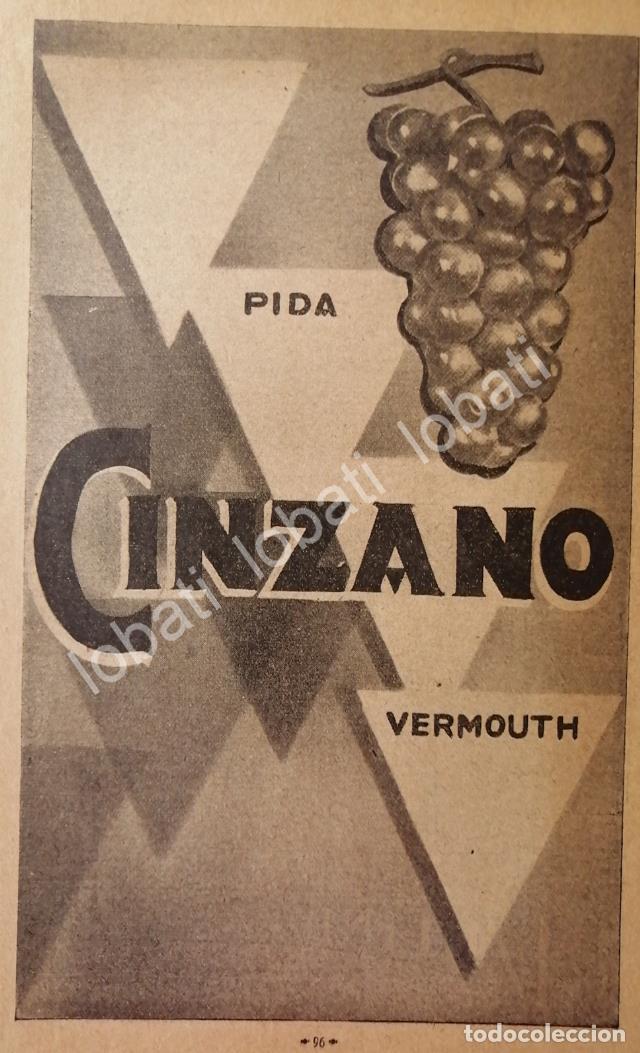 PIDA
CINZANO
VERMOUTH
lobati lobati lobati
96
todocoleccion